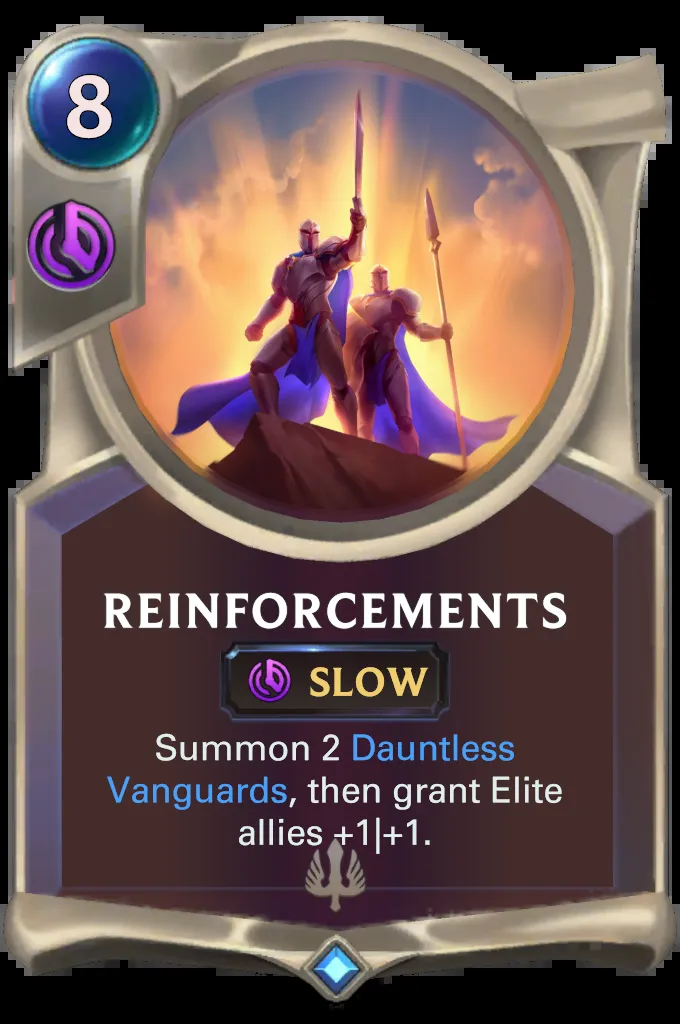 8
REINFORCEMENTS
SLOW
Summon 2 Dauntless
Vanguards, then grant Elite
allies +1|+1.